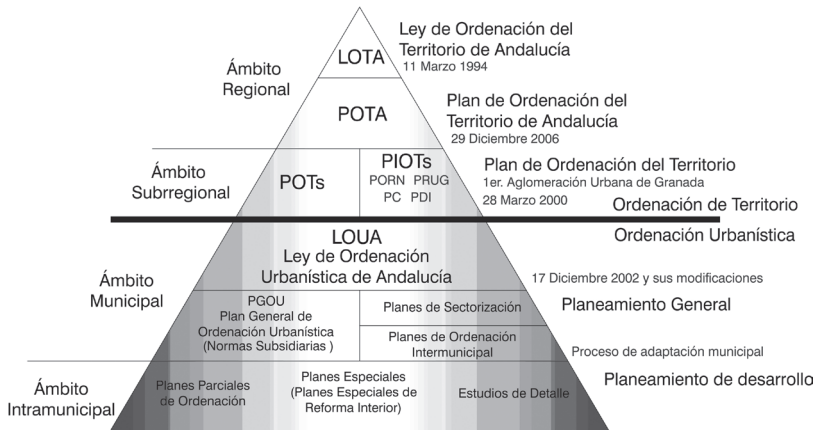 LOTA
Ley de Ordenación del
Territorio de Andalucía
11 Marzo 1994
Ámbito
Regional
POTA
Plan de Ordenación del
Territorio de Andalucía
29 Diciembre 2006
Ámbito
Subrregional
POTs
PIOTs
PORN PRUG
PC PDI
Plan de Ordenación del Territorio
1er. Aglomeración Urbana de Granada
28 Marzo 2000
Ordenación de Territorio
Ordenación Urbanística
LOUA
Ley de Ordenación
Urbanística de Andalucía
17 Diciembre 2002 y sus modificaciones
Ámbito
Municipal
PGOU
Plan General de
Ordenación Urbanística
(Normas Subsidiarias )
Planes de Sectorización
Planes de Ordenación
Intermunicipal
Planeamiento General
Proceso de adaptación municipal
Ámbito
Intramunicipal
Planes Parciales
de Ordenación
Planes Especiales
(Planes Especiales de
Reforma Interior)
Estudios de Detalle
Planeamiento de desarrollo